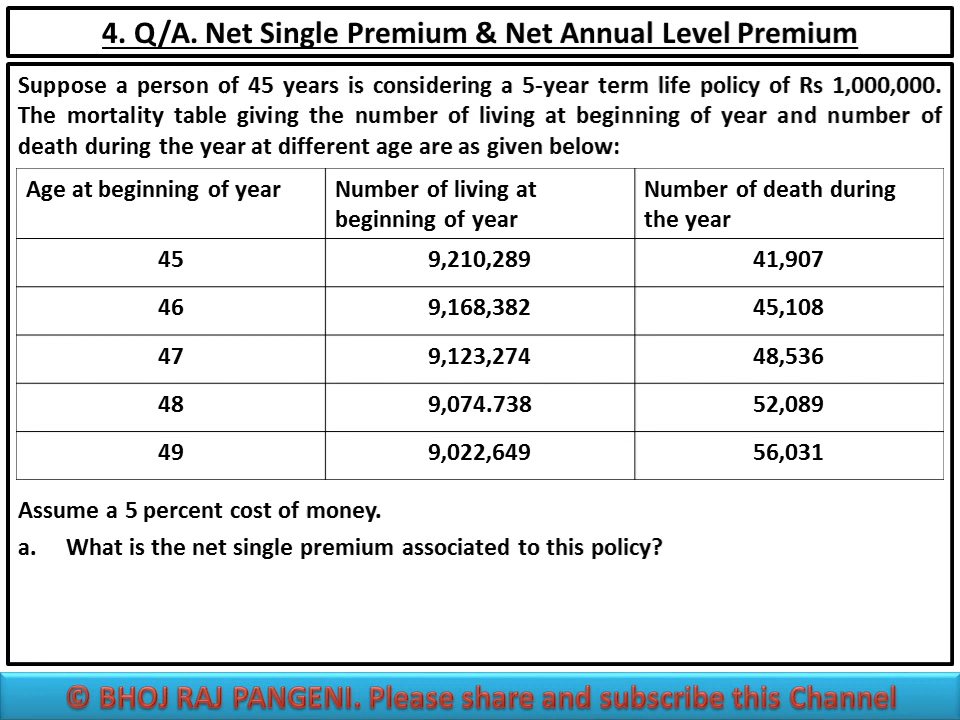 4. Q/A. Net Single Premium & Net Annual Level Premium
Suppose a person of 45 years is considering a 5-year term life policy of Rs 1,000,000.
The mortality table giving the number of living at beginning of year and number of
death during the year at different age are as given below:
Age at beginning of year Number of living at beginning of year Number of death during the year
45 9,210,289 41,907
46 9,168,382 45,108
47 9,123,274 48,536
48 9,074.738 52,089
49 9,022,649 56,031
Assume a 5 percent cost of money.
a. What is the net single premium associated to this policy?
© BHOJ RAJ PANGENI. Please share and subscribe this Channel